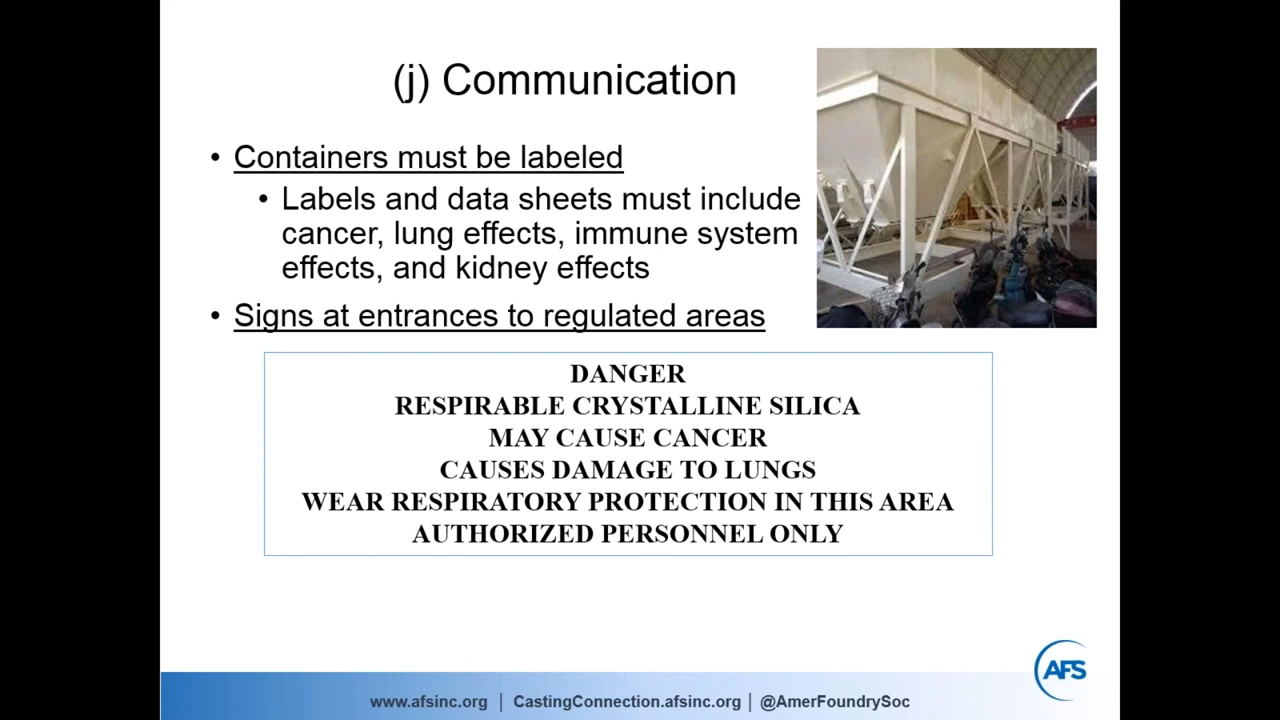 (j) Communication
• Containers must be labeled
• Labels and data sheets must include
cancer, lung effects, immune system
effects, and kidney effects
• Signs at entrances to regulated areas
DANGER
RESPIRABLE CRYSTALLINE SILICA
MAY CAUSE CANCER
CAUSES DAMAGE TO LUNGS
WEAR RESPIRATORY PROTECTION IN THIS AREA
AUTHORIZED PERSONNEL ONLY
AFS
www.afsinc.org | CastingConnection.afsinc.org | @AmerFoundrySoc